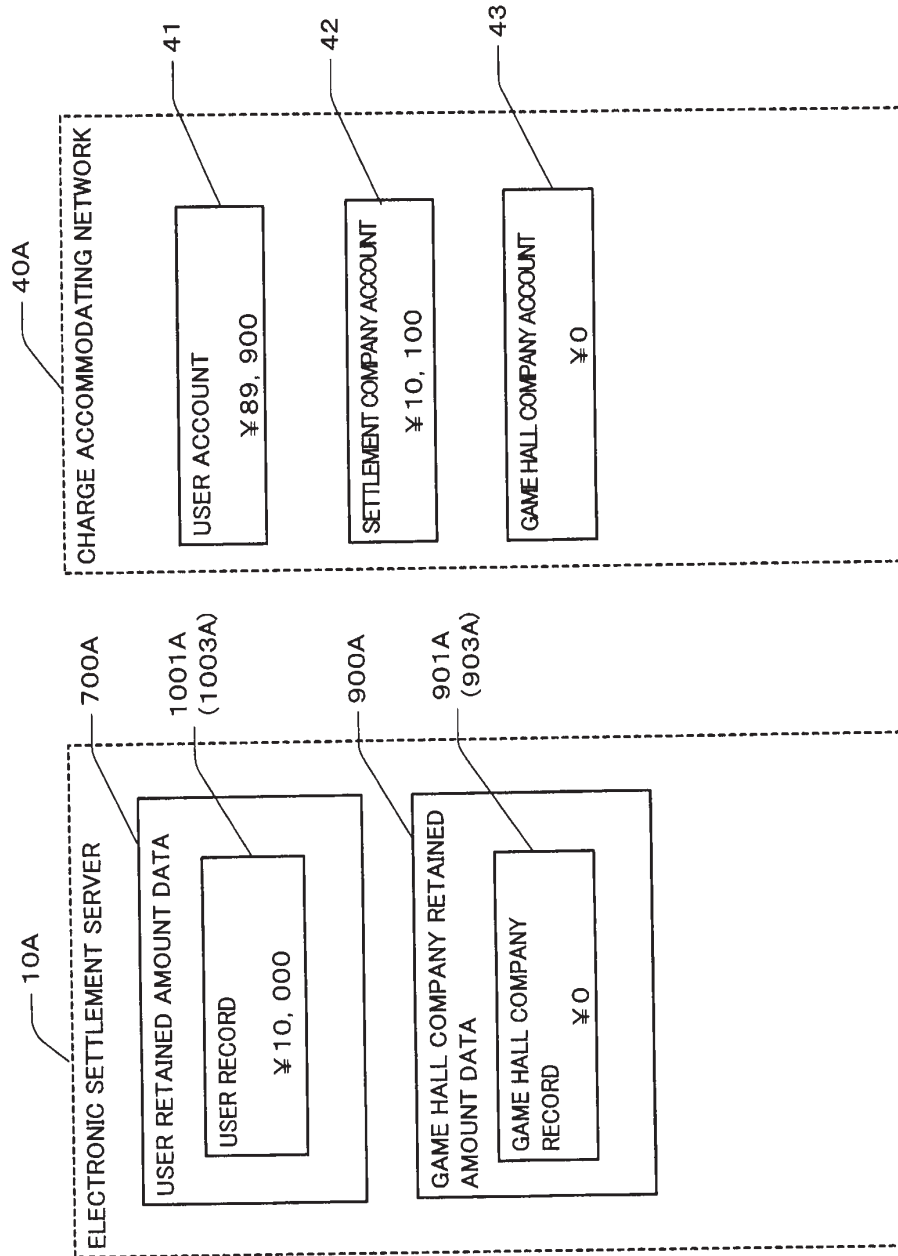 10A
ELECTRONIC SETTLEMENT SERVER
700A
USER RETAINED AMOUNT DATA
1001A
(1003A)
USER RECORD
¥10, 000
900A
GAME HALL COMPANY RETAINED
AMOUNT DATA
901A
(903A)
GAME HALL COMPANY
RECORD
¥0
40A
CHARGE ACCOMMODATING NETWORK
41
USER ACCOUNT
¥89, 900
42
SETTLEMENT COMPANY ACCOUNT
¥10, 100
43
GAME HALL COMPANY ACCOUNT
¥0